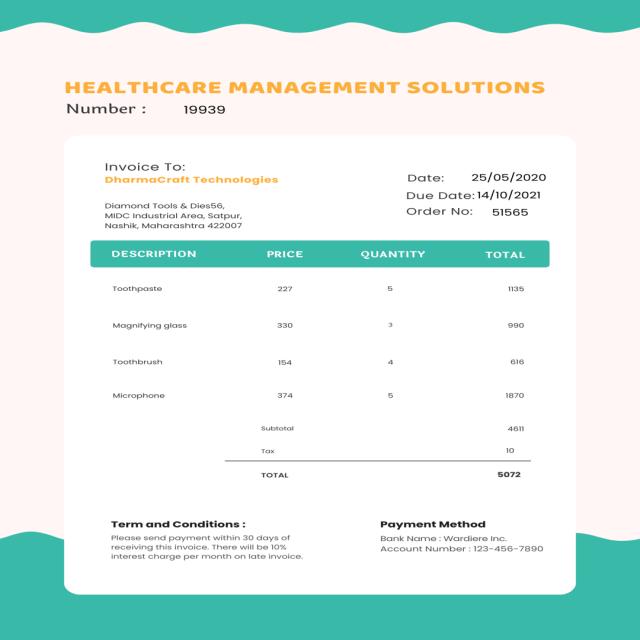 HEALTHCARE MANAGEMENT SOLUTIONS
Number : 19939
Invoice To:
DharmaCraft Technologies
Date: 25/05/2020
Due Date: 14/10/2021
Order No: 51565
Diamond Tools & Dies56,
MIDC Industrial Area, Satpur,
Nashik, Maharashtra 422007
DESCRIPTION PRICE QUANTITY TOTAL
Toothpaste 227 5 1135
Magnifying glass 330 3 990
Toothbrush 154 4 616
Microphone 374 5 1870
Subtotal 4611
Tax 10
TOTAL 5072
Term and Conditions :
Please send payment within 30 days of
receiving this invoice. There will be 10%
interest charge per month on late invoice.
Payment Method
Bank Name : Wardiere Inc.
Account Number : 123-456-7890